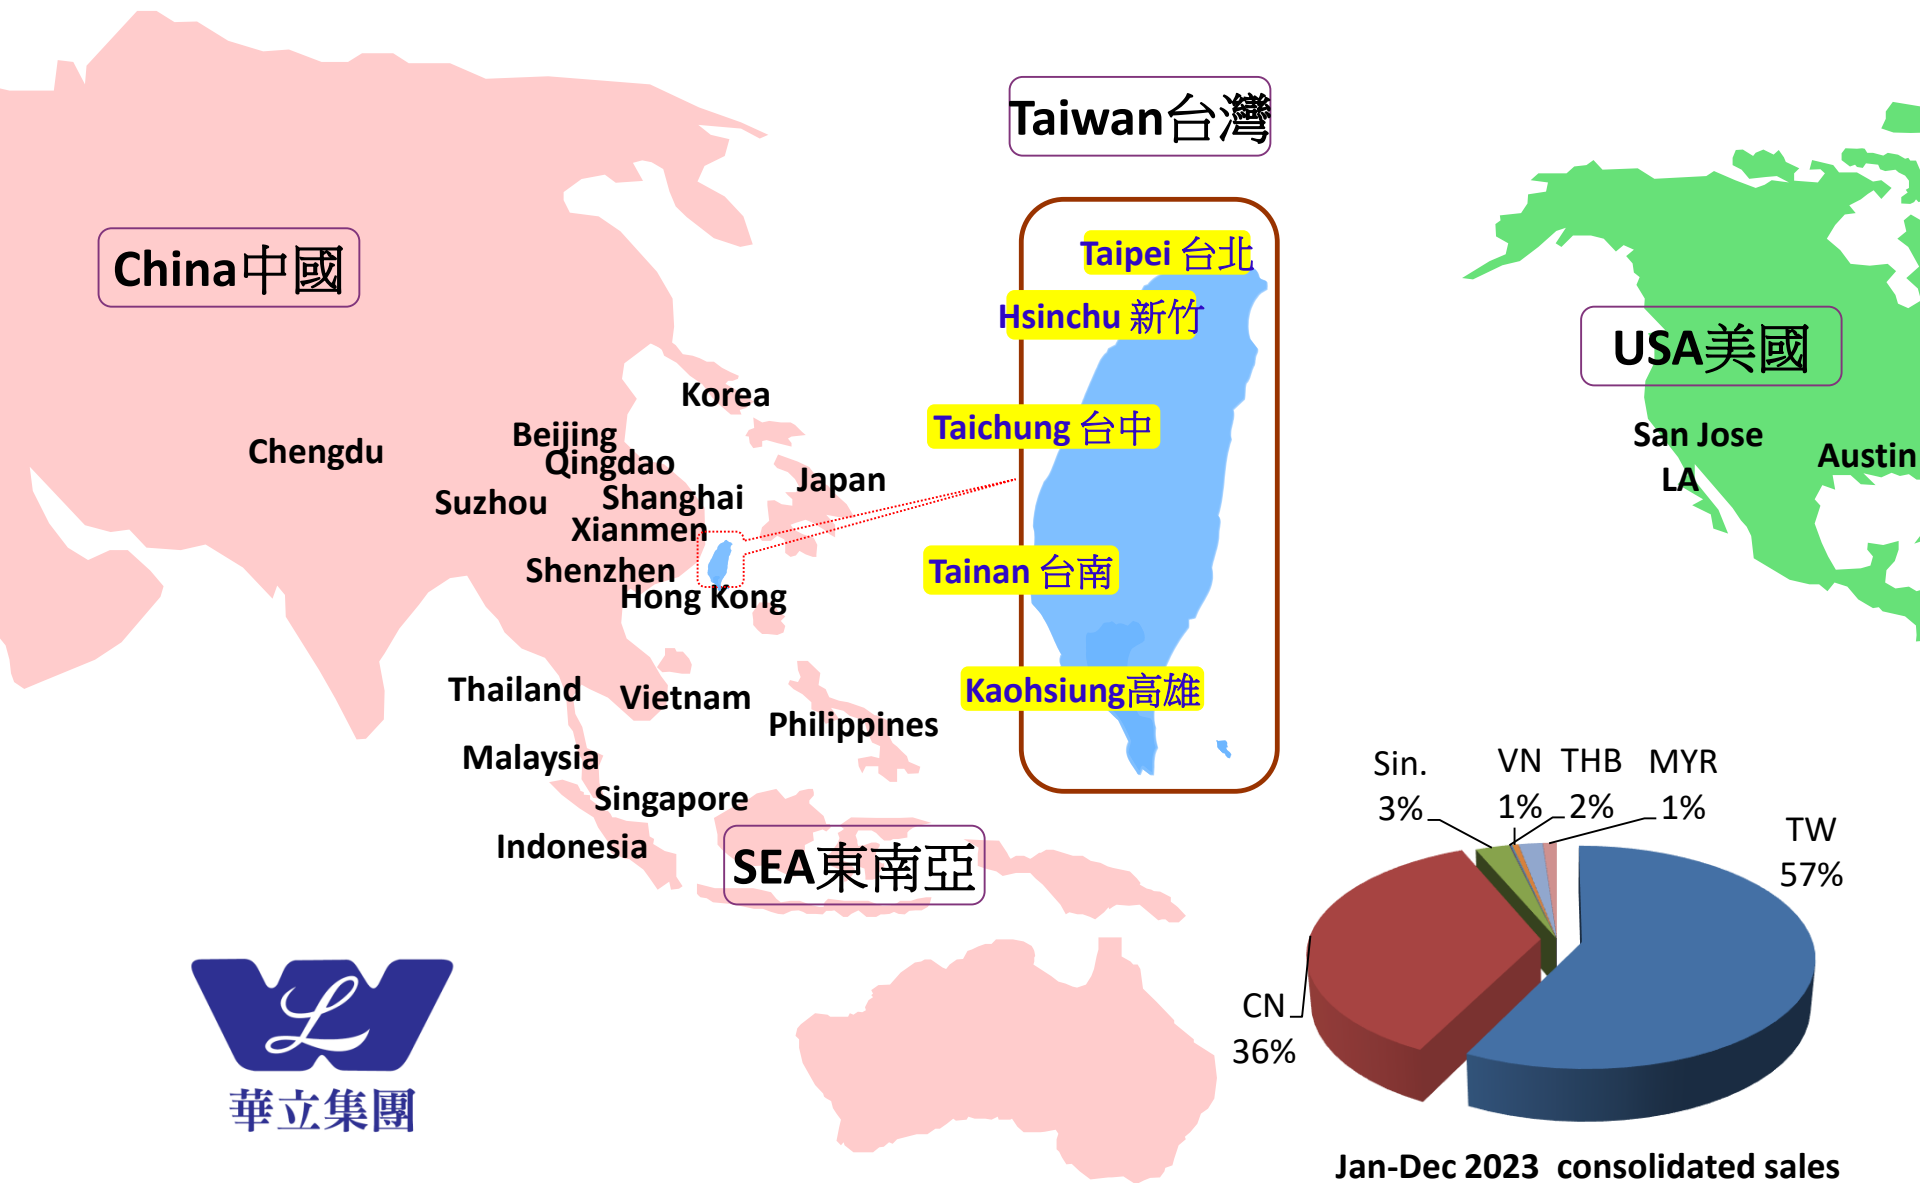 Taiwan台灣
China中國
Taipei 台北
Hsinchu 新竹
USA美國
Korea
Taichung 台中
Beijing
San Jose
Chengdu
Qingdao
Austin
Japan
LA
Suzhou
Shanghai
Xianmen
Shenzhen
Tainan 台南
Hong Kong
Thailand
Vietnam
Kaohsiung高雄
Philippines
Malaysia
Singapore
Indonesia
SEA東南亞
Sin.
3%
VN
1%
THB
2%
MYR
1%
TW
57%
CN
36%
華立集團
Jan-Dec 2023 consolidated sales